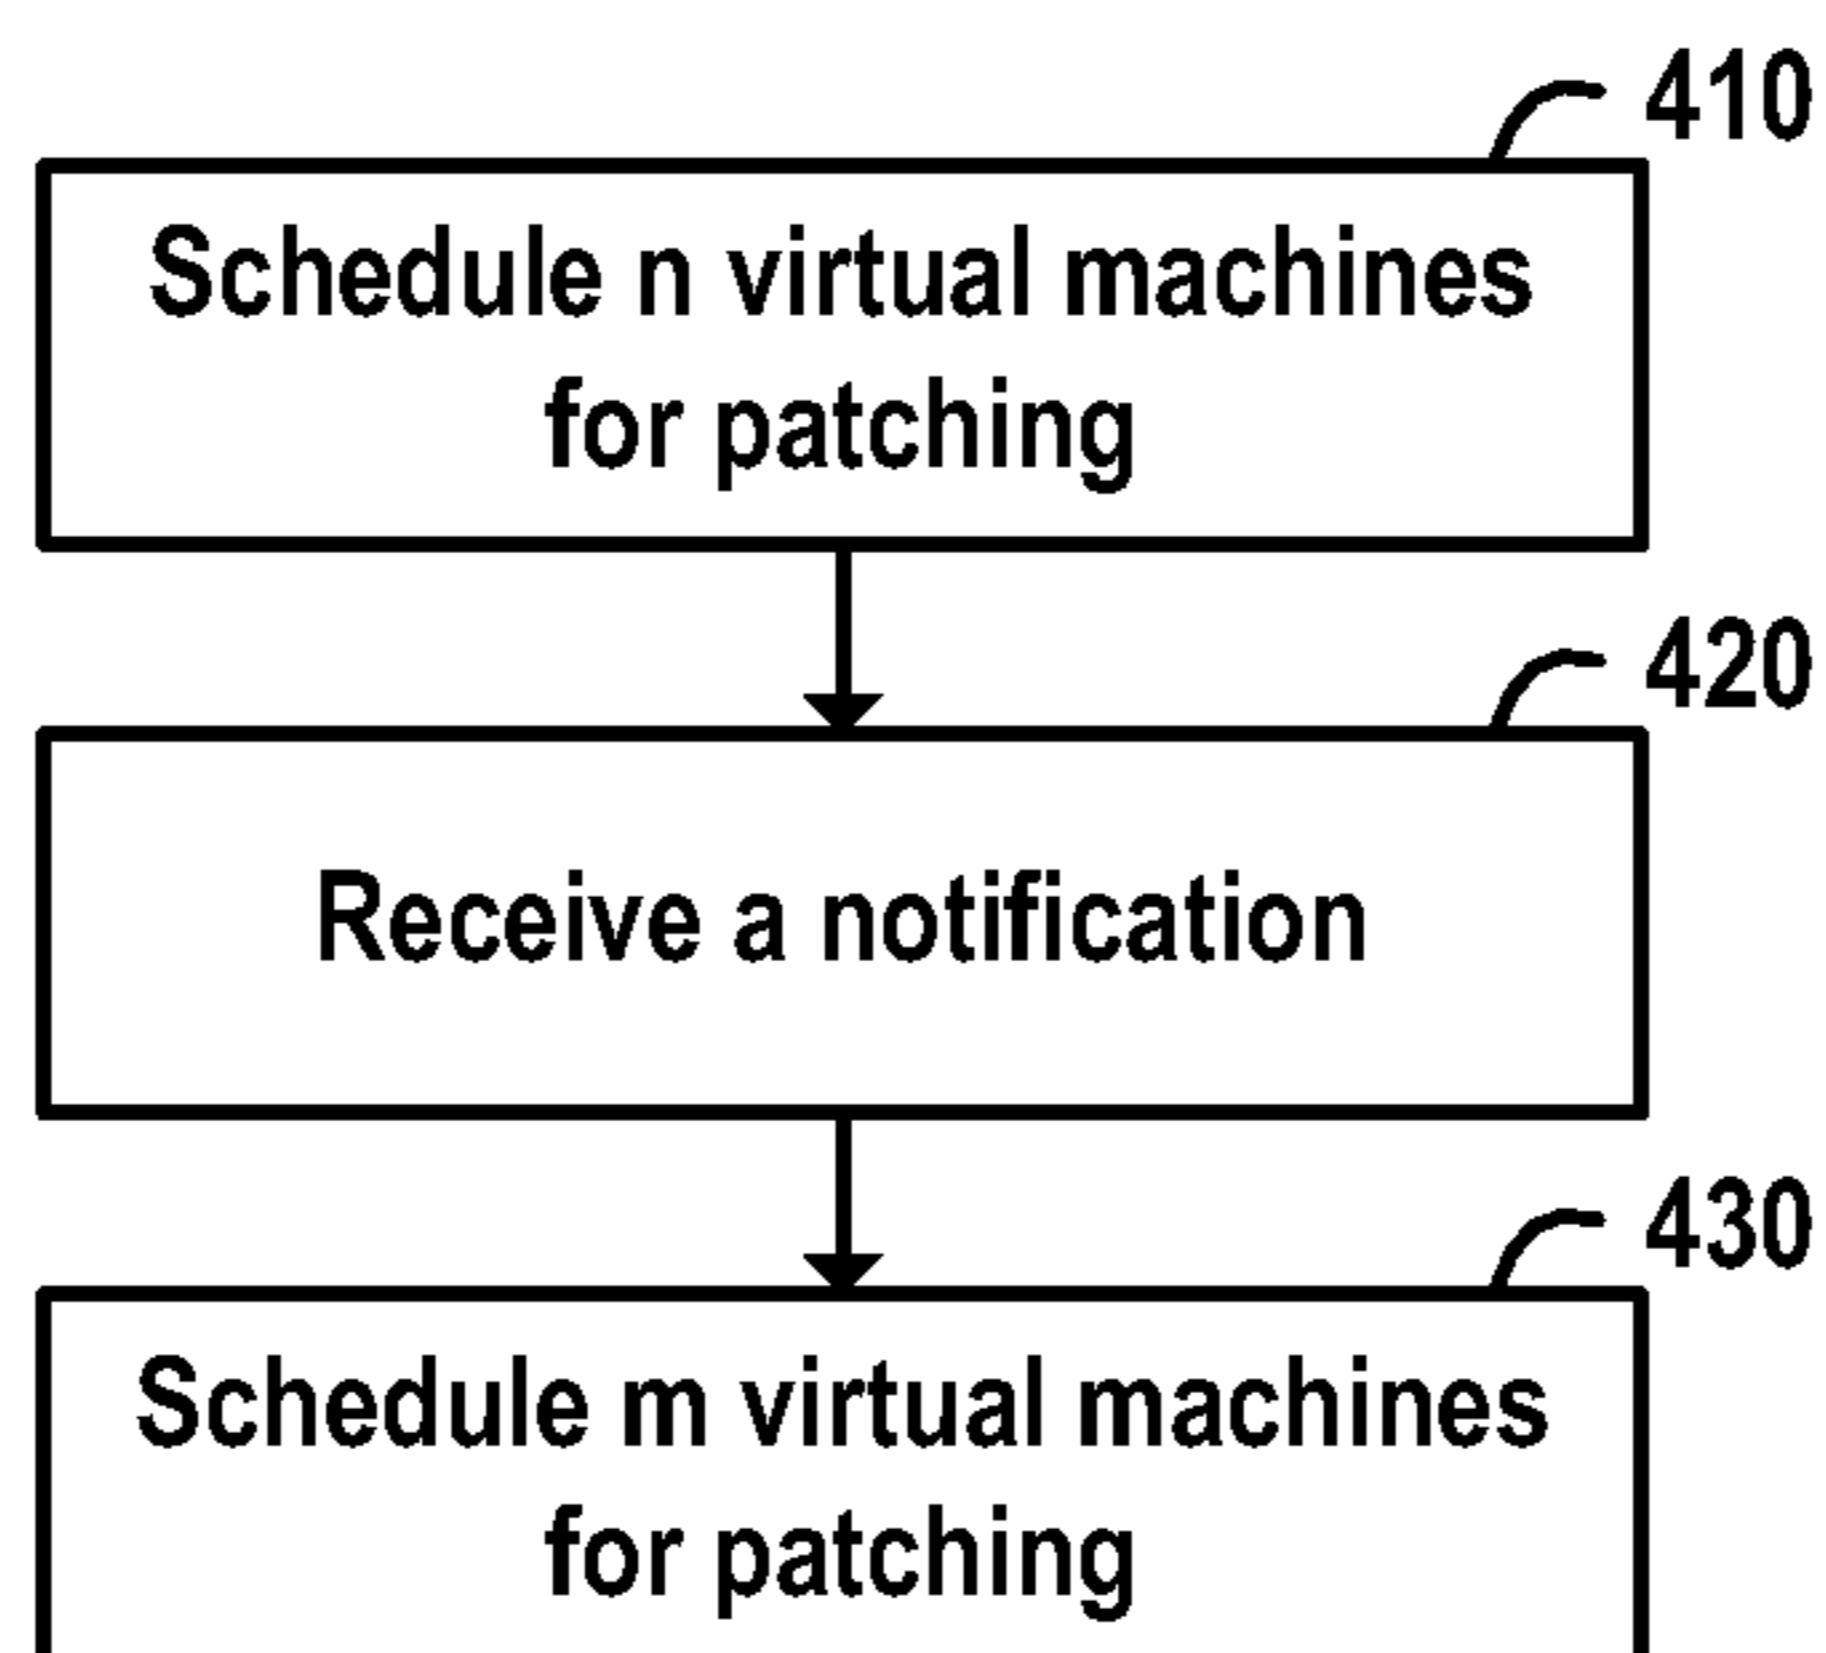 410
Schedule n virtual machines
for patching
420
Receive a notification
430
Schedule m virtual machines
for patching